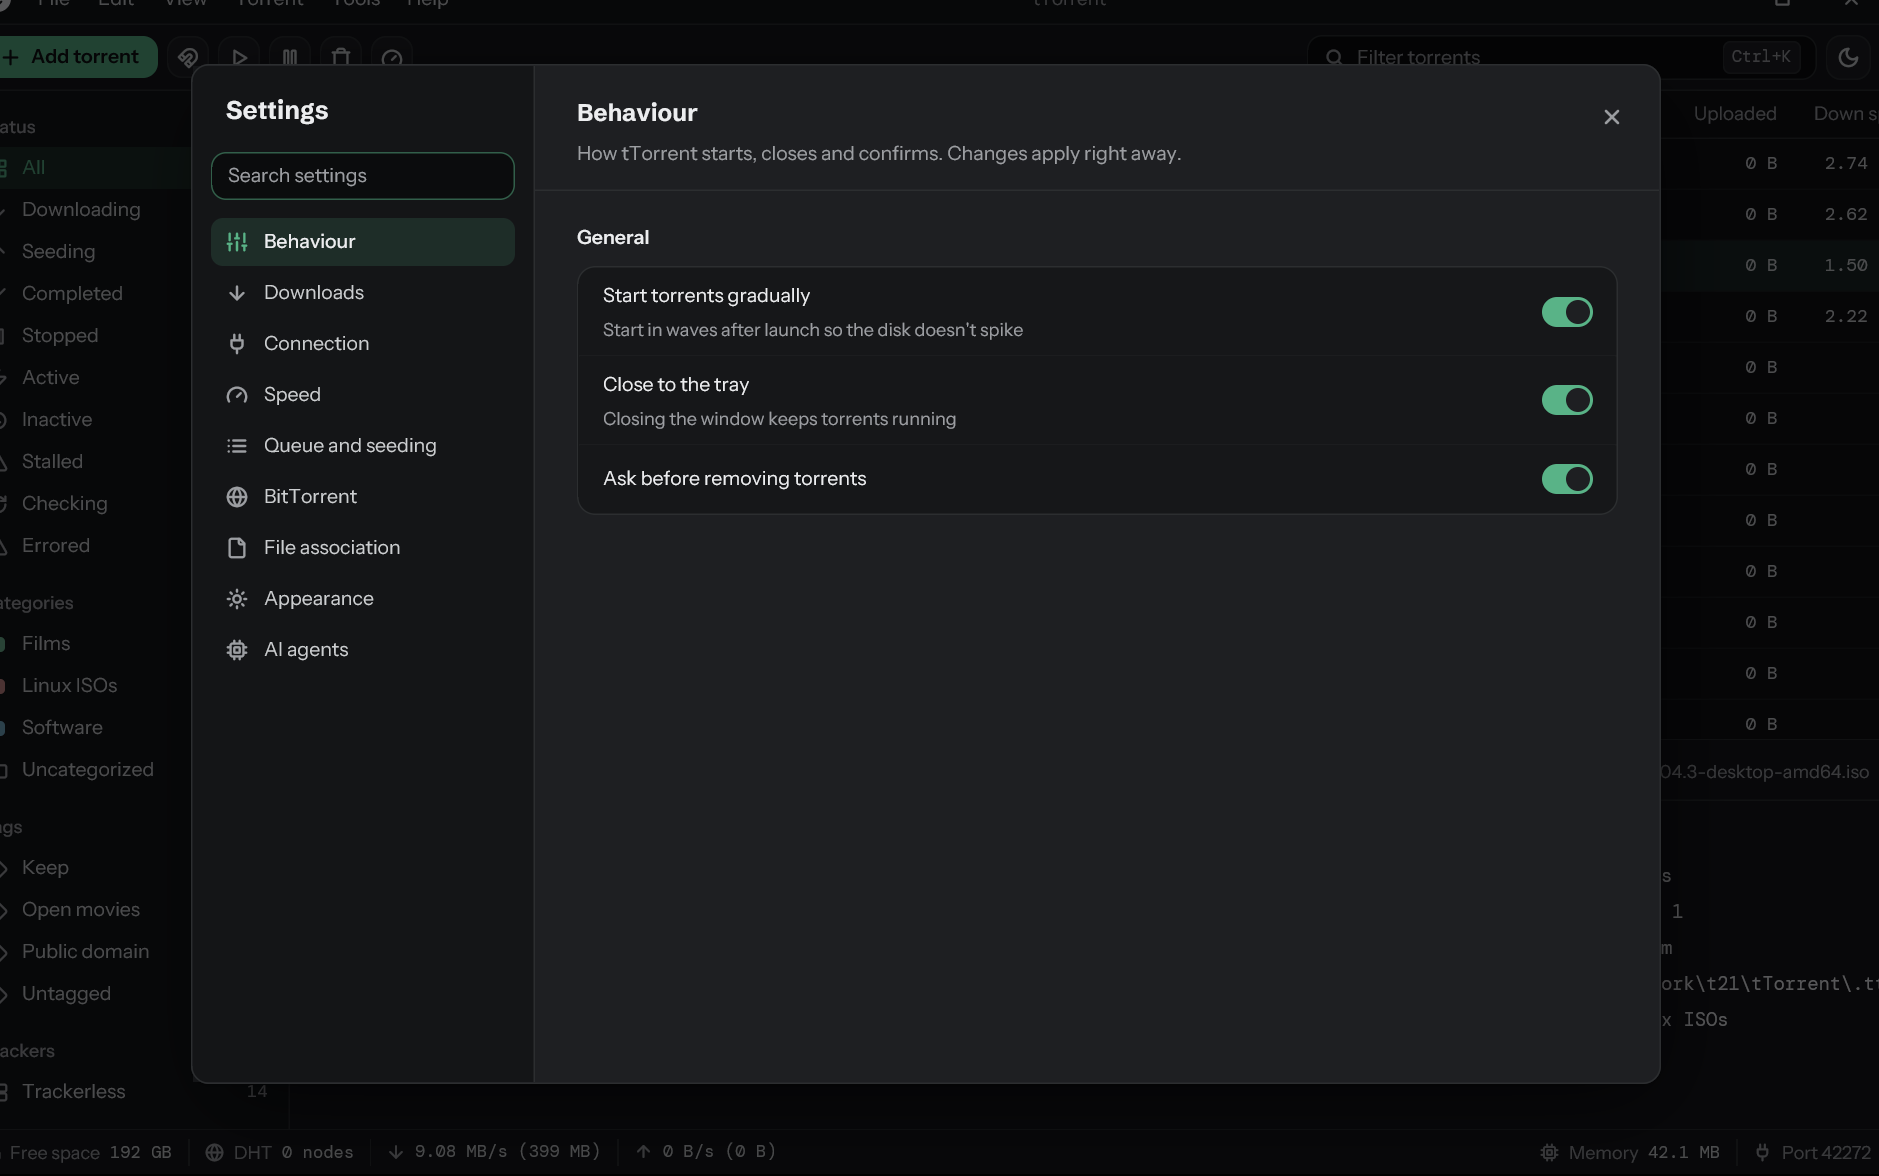 Add torrent
Filter torrents
Ctrl+K
All
Downloading
Seeding
Completed
Stopped
Active
Inactive
Stalled
Checking
Errored
Films
Linux ISOs
Software
Uncategorized
Keep
Open movies
Public domain
Untagged
Trackerless 14
Settings
Search settings
Behaviour
Downloads
Connection
Speed
Queue and seeding
BitTorrent
File association
Appearance
AI agents
Behaviour
How tTorrent starts, closes and confirms. Changes apply right away.
General
Start torrents gradually
Start in waves after launch so the disk doesn't spike
Close to the tray
Closing the window keeps torrents running
Ask before removing torrents
Uploaded Down s
0 B 2.74
0 B 2.62
0 B 1.50
0 B 2.22
0 B
0 B
0 B
0 B
0 B
0 B
0 B
0 B
04.3-desktop-amd64.iso
s
1
m
ork\t21\tTorrent\.t
x ISOs
Free space 192 GB
DHT 0 nodes
9.08 MB/s (399 MB)
0 B/s (0 B)
Memory 42.1 MB
Port 42272